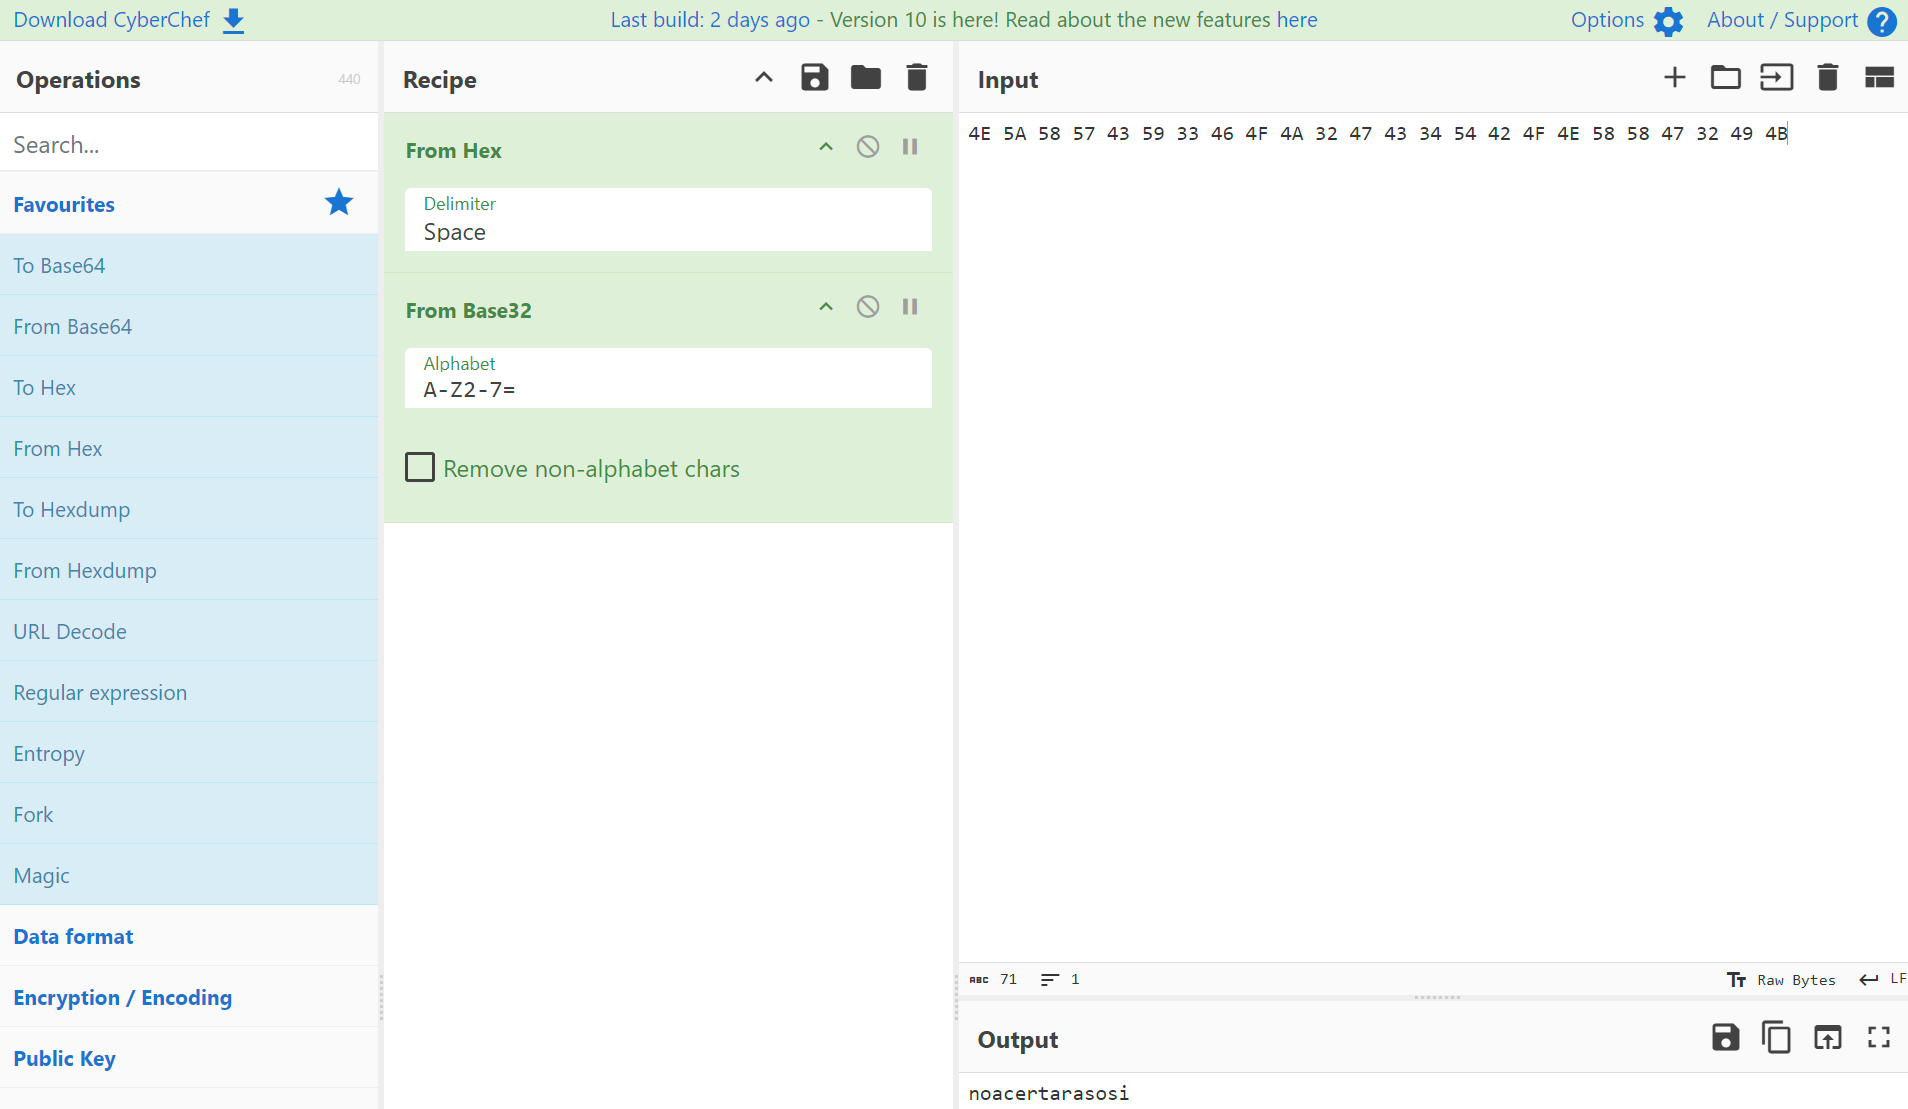 Download CyberChef
Last build: 2 days ago - Version 10 is here! Read about the new features here
Options
About / Support
Operations
440
Search...
Favourites
To Base64
From Base64
To Hex
From Hex
To Hexdump
From Hexdump
URL Decode
Regular expression
Entropy
Fork
Magic
Data format
Encryption / Encoding
Public Key
Recipe
From Hex
Delimiter
Space
From Base32
Alphabet
A-Z2-7=
Remove non-alphabet chars
Input
4E 5A 58 57 43 59 33 46 4F 4A 32 47 43 34 54 42 4F 4E 58 58 47 32 49 4B
ABC 71 1
Tт Raw Bytes LF
Output
noacertarasosi